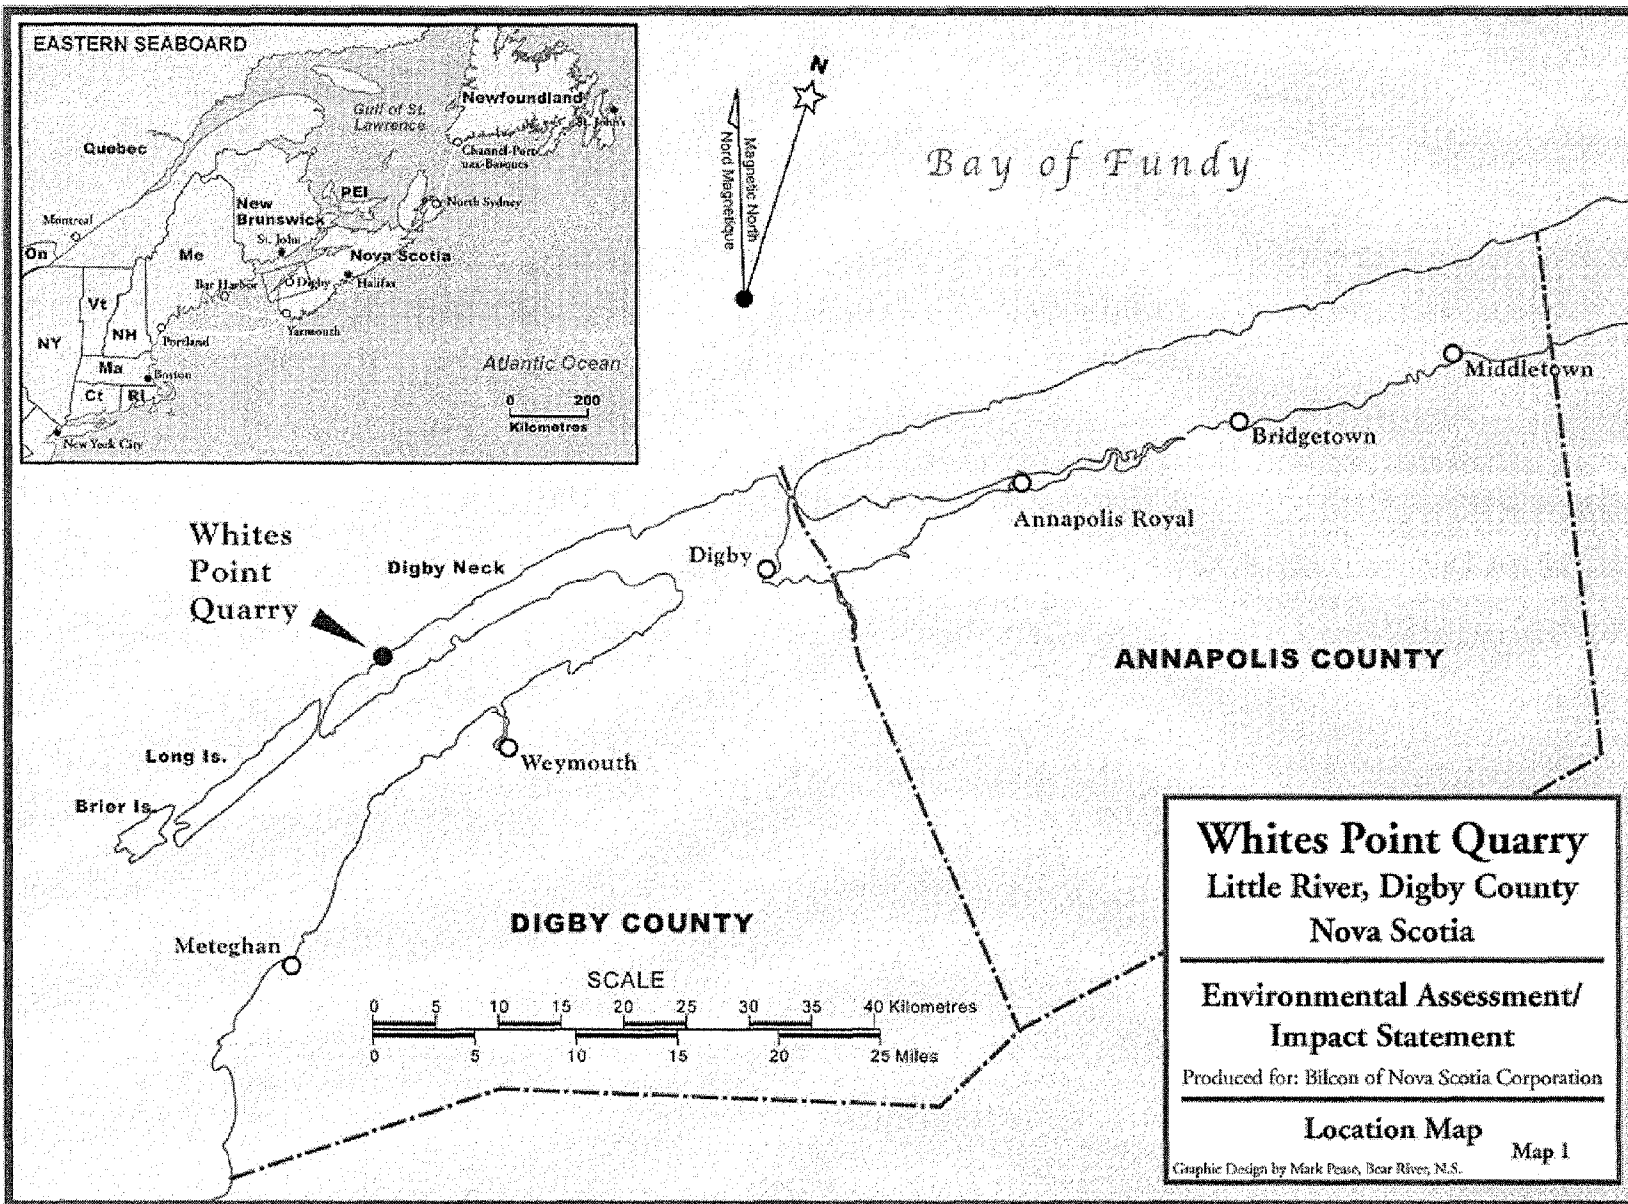 EASTERN SEABOARD
Newfoundland
St. John's
Gulf of St.
Lawrence
Channel-Port
aux-Basques
Quebec
PEI
North Sydney
New
Brunswick
Montreal
St. John
Nova Scotia
On
Me
Bar Harbor
Digby
Halifax
Vt
Yarmouth
NH
Portland
NY
Ma
Boston
Atlantic Ocean
Ct
RI
0 200
Kilometres
New York City
N
Magnetic North
Nord Magnetique
Bay of Fundy
Middletown
Bridgetown
Annapolis Royal
Whites
Point
Quarry
Digby Neck
Digby
ANNAPOLIS COUNTY
Long Is.
Weymouth
Brier Is.
DIGBY COUNTY
Meteghan
SCALE
0 5 10 15 20 25 30 35 40 Kilometres
0 5 10 15 20 25 Miles
Whites Point Quarry
Little River, Digby County
Nova Scotia
Environmental Assessment/
Impact Statement
Produced for: Bilcon of Nova Scotia Corporation
Location Map
Map 1
Graphic Design by Mark Pease, Bear River, N.S.